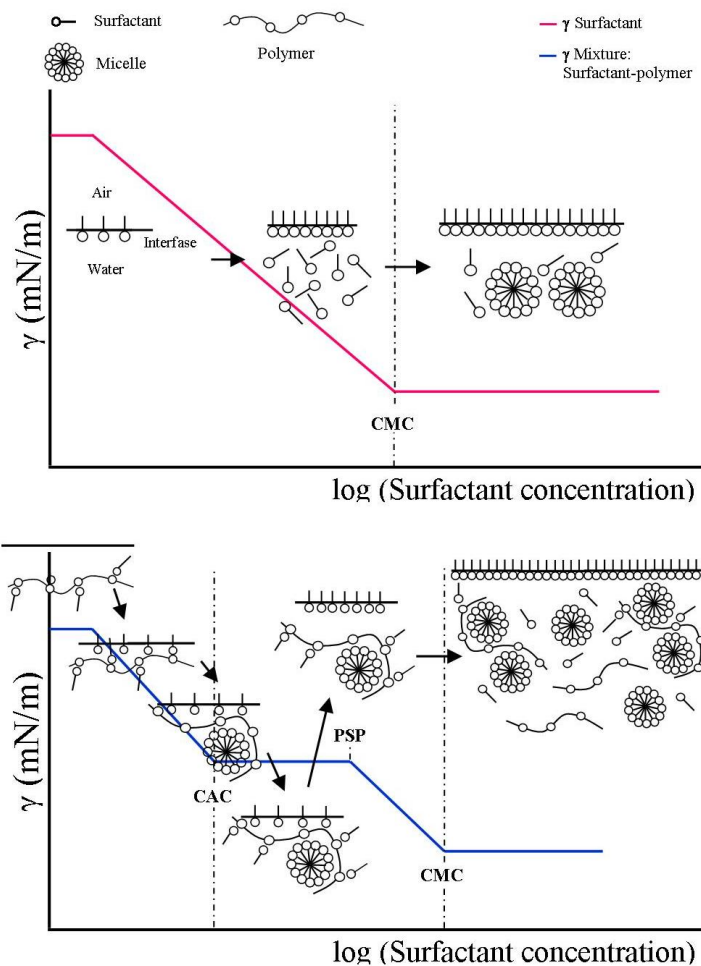 Surfactant
Micelle
Polymer
γ Surfactant
γ Mixture:
Surfactant-polymer
Air
Interfase
Water
γ (mN/m)
CMC
log (Surfactant concentration)
PSP
γ (mN/m)
CAC
CMC
log (Surfactant concentration)